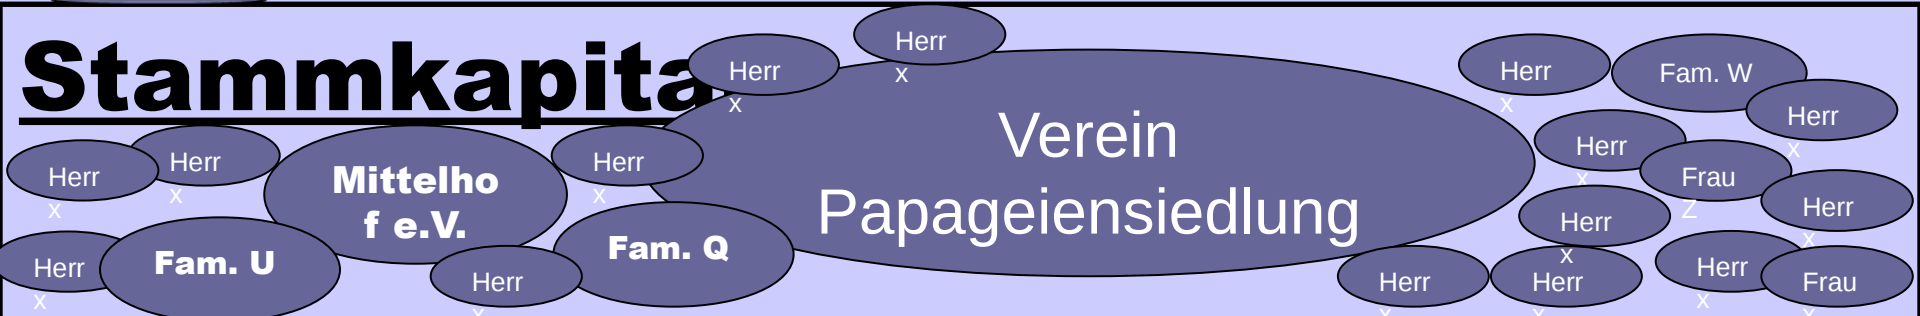 Stammkapita
Herr
x
Herr
x
Verein
Papageiensiedlung
Herr
x
Fam. W
Herr
x
Herr
x
Herr
x
Mittelho
f e.V.
Herr
x
Herr
x
Frau
Z
Herr
x
Herr
x
Fam. U
Herr
x
Fam. Q
Herr
x
Herr
x
Herr
x
Herr
x
Herr
x
Frau
x